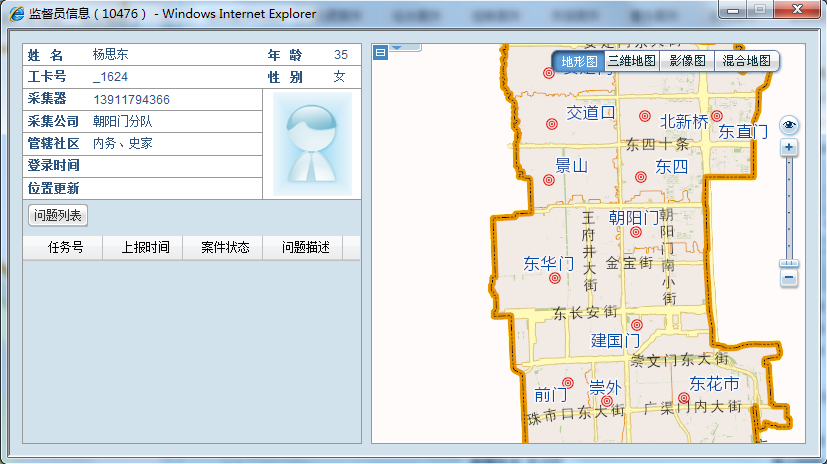 监督员信息（10476） - Windows Internet Explorer
姓 名 杨思东 年 龄 35
工卡号 _1624 性 别 女
采集器 13911794366
采集公司 朝阳门分队
管辖社区 内务、史家
登录时间
位置更新
问题列表
任务号 上报时间 案件状态 问题描述
地形图 三维地图 影像图 混合地图
交道口
北新桥
东直门
东四十条
景山
东四
朝阳门
王府井大街
朝阳门南小街
东华门
金宝街
东长安街
建国门
崇文门东大街
前门
崇外
东花市
珠市口东大街
广渠门内大街